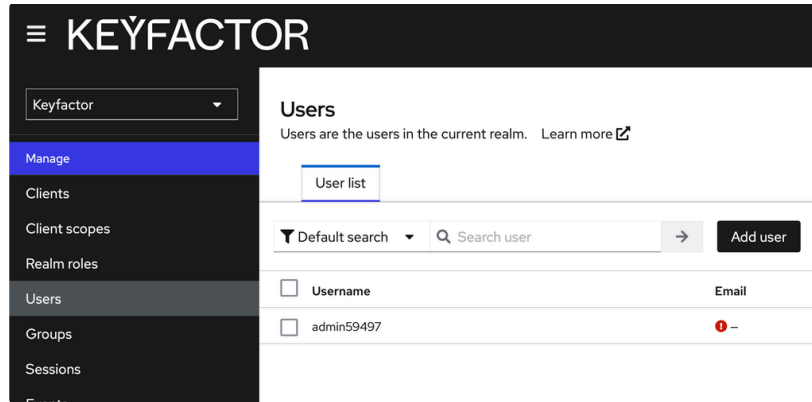 KEYFACTOR
Keyfactor
Manage
Clients
Client scopes
Realm roles
Users
Groups
Sessions
Events
Users
Users are the users in the current realm. Learn more
User list
Default search Search user Add user
Username Email
admin59497 –